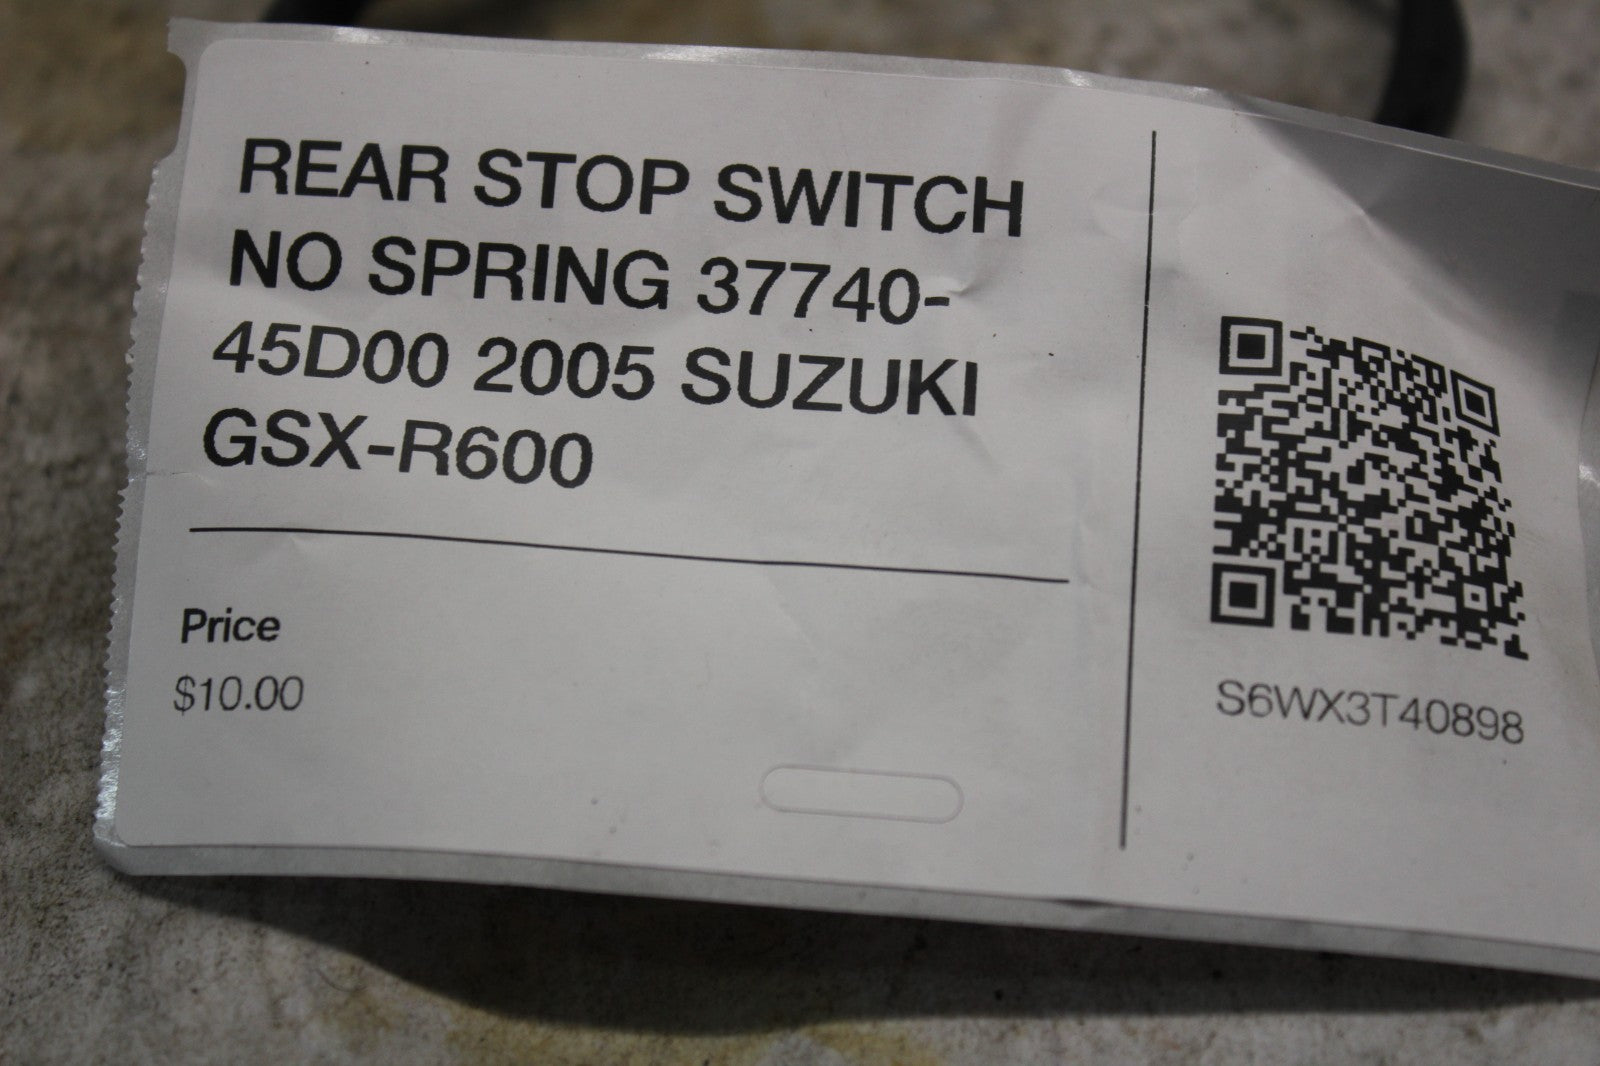 REAR STOP SWITCH
NO SPRING 37740-
45D00 2005 SUZUKI
GSX-R600
Price
$10.00
S6WX3T40898